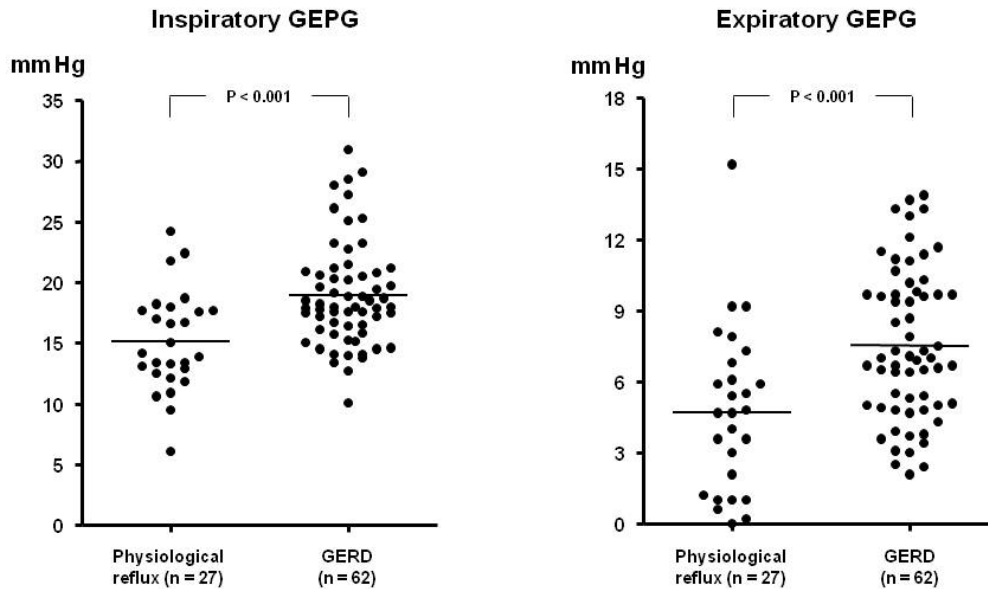 Inspiratory GEPG
mm Hg
P < 0.001
35
30
25
20
15
10
5
0
Physiological
reflux (n = 27)
GERD
(n = 62)
Expiratory GEPG
mm Hg
P < 0.001
18
15
12
9
6
3
0
Physiological
reflux (n = 27)
GERD
(n = 62)